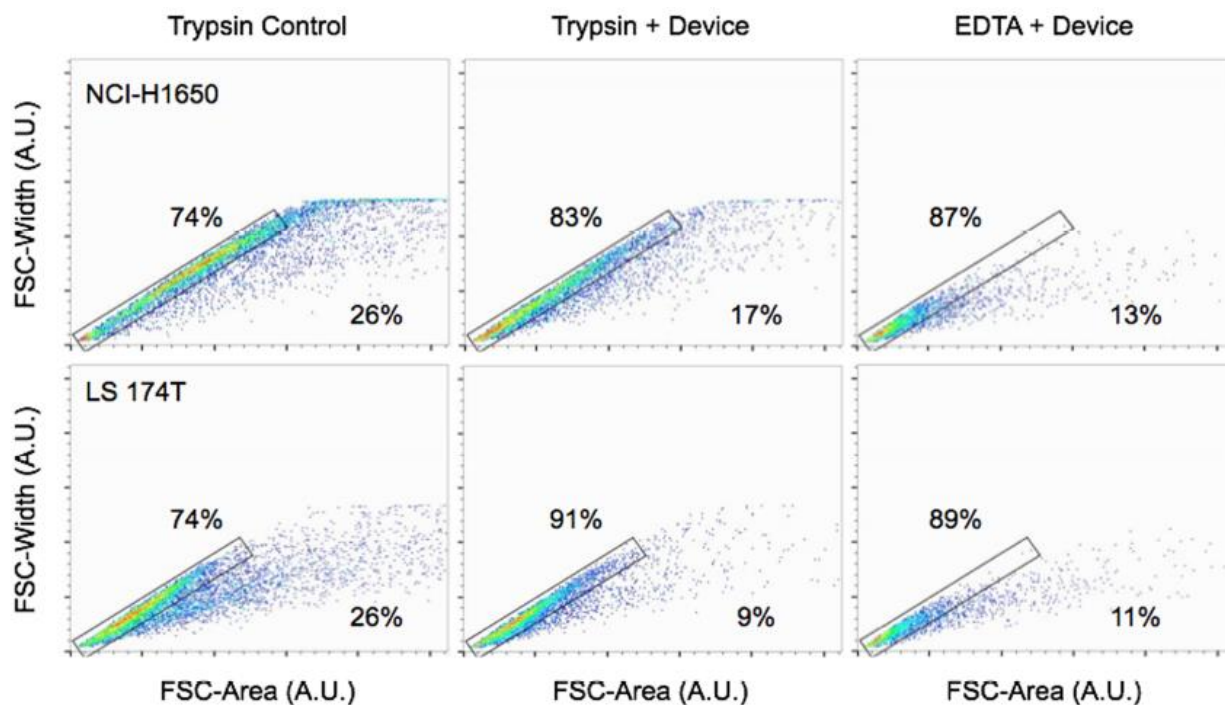 Trypsin Control
Trypsin + Device
EDTA + Device
FSC-Width (A.U.)
NCI-H1650
74%
26%
83%
17%
87%
13%
FSC-Width (A.U.)
LS 174T
74%
26%
91%
9%
89%
11%
FSC-Area (A.U.)
FSC-Area (A.U.)
FSC-Area (A.U.)